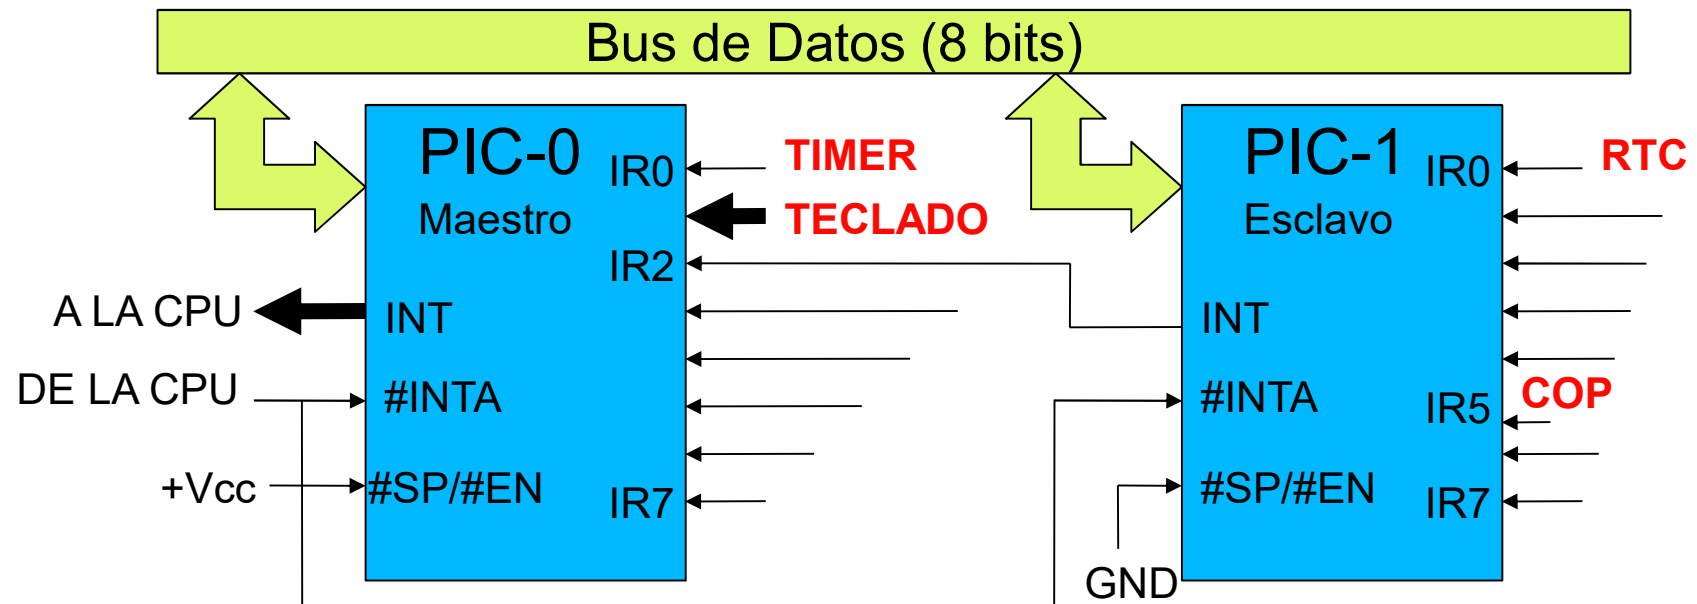 Bus de Datos (8 bits)
PIC-0
Maestro
IR0
TIMER
TECLADO
IR2
A LA CPU
INT
DE LA CPU
#INTA
+Vcc
#SP/#EN
IR7
PIC-1
Esclavo
IR0
RTC
INT
#INTA
IR5
COP
#SP/#EN
IR7
GND